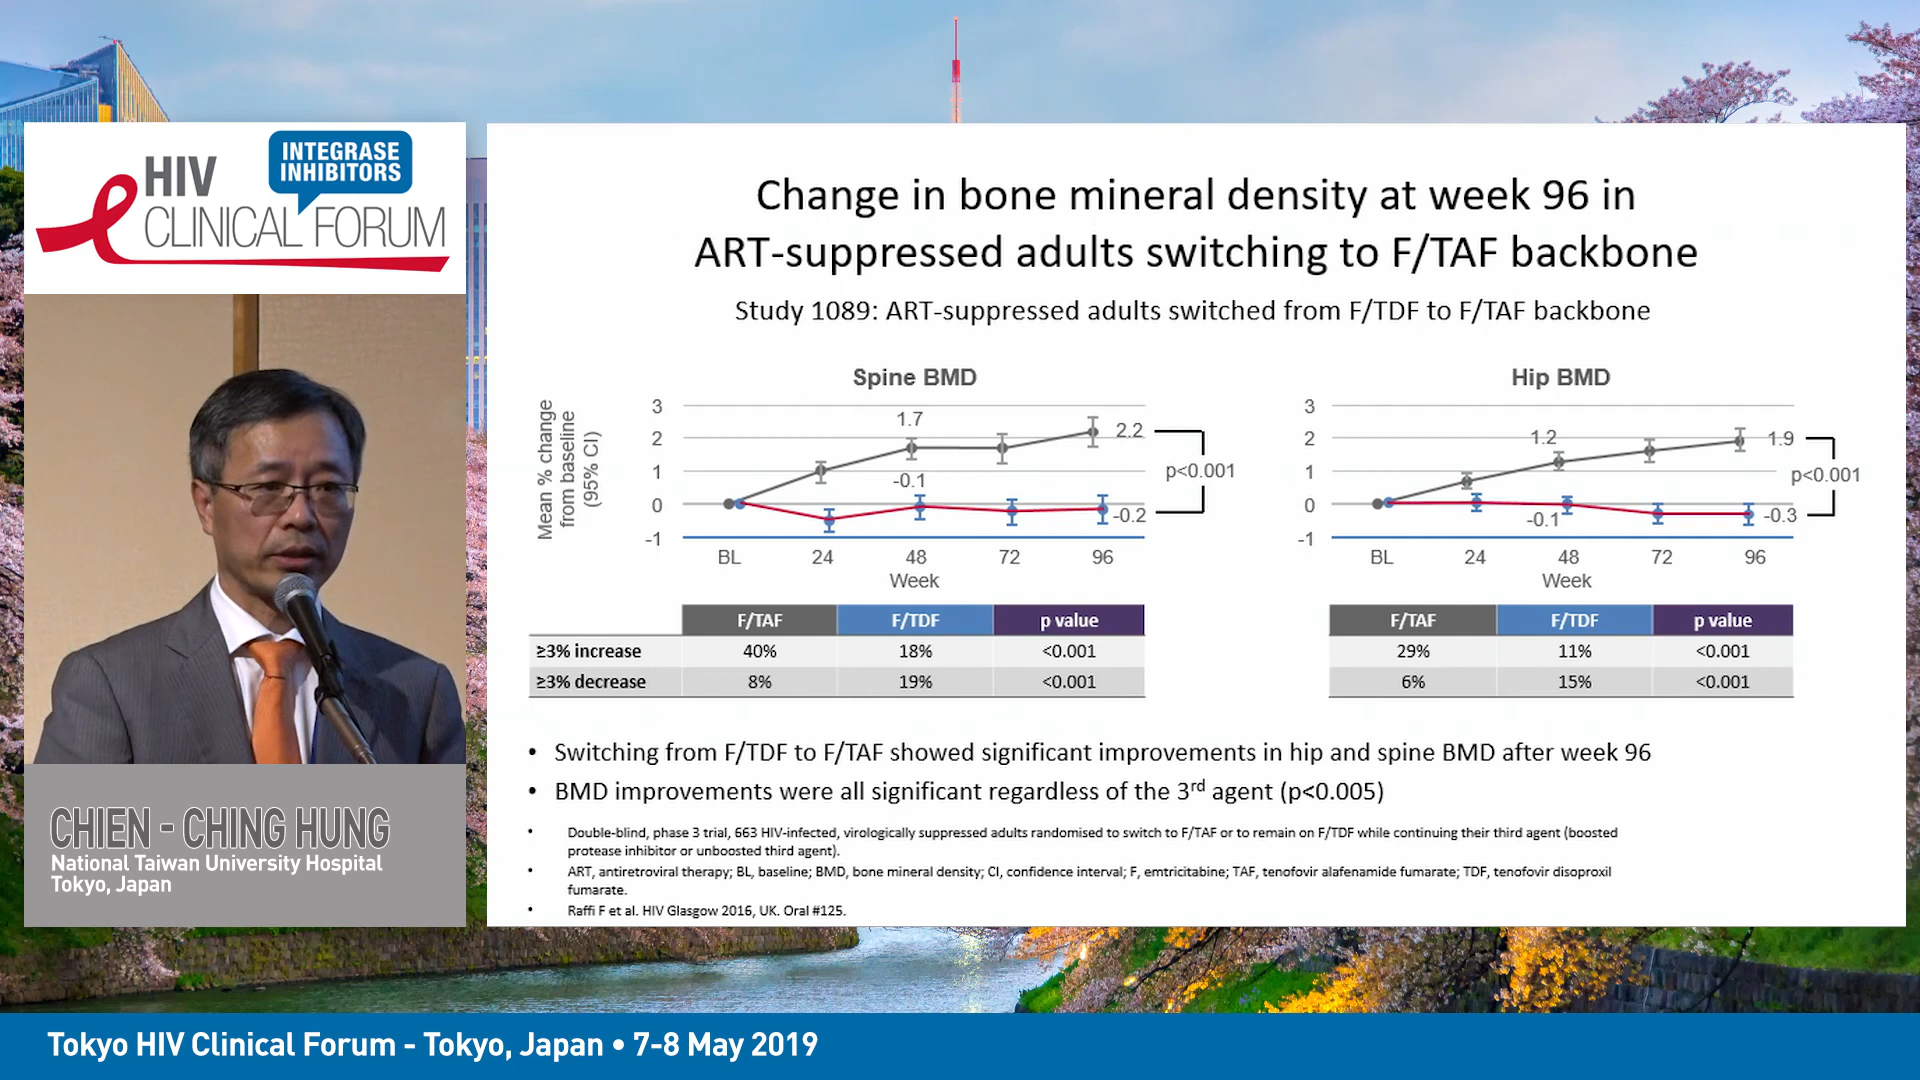 HIV
INTEGRASE
INHIBITORS
CLINICAL FORUM
CHIEN - CHING HUNG
National Taiwan University Hospital
Tokyo, Japan
Change in bone mineral density at week 96 in
ART-suppressed adults switching to F/TAF backbone
Study 1089: ART-suppressed adults switched from F/TDF to F/TAF backbone
Spine BMD
Mean % change
from baseline
(95% CI)
3
2
1
0
-1
1.7
-0.1
2.2
-0.2
p<0.001
BL 24 48 72 96
Week
F/TAF F/TDF p value
≥3% increase 40% 18% <0.001
≥3% decrease 8% 19% <0.001
Hip BMD
3
2
1
0
-1
1.2
-0.1
1.9
-0.3
p<0.001
BL 24 48 72 96
Week
F/TAF F/TDF p value
29% 11% <0.001
6% 15% <0.001
• Switching from F/TDF to F/TAF showed significant improvements in hip and spine BMD after week 96
• BMD improvements were all significant regardless of the 3rd agent (p<0.005)
• Double-blind, phase 3 trial, 663 HIV-infected, virologically suppressed adults randomised to switch to F/TAF or to remain on F/TDF while continuing their third agent (boosted
protease inhibitor or unboosted third agent).
• ART, antiretroviral therapy; BL, baseline; BMD, bone mineral density; CI, confidence interval; F, emtricitabine; TAF, tenofovir alafenamide fumarate; TDF, tenofovir disoproxil
fumarate.
• Raffi F et al. HIV Glasgow 2016, UK. Oral #125.
Tokyo HIV Clinical Forum - Tokyo, Japan • 7-8 May 2019